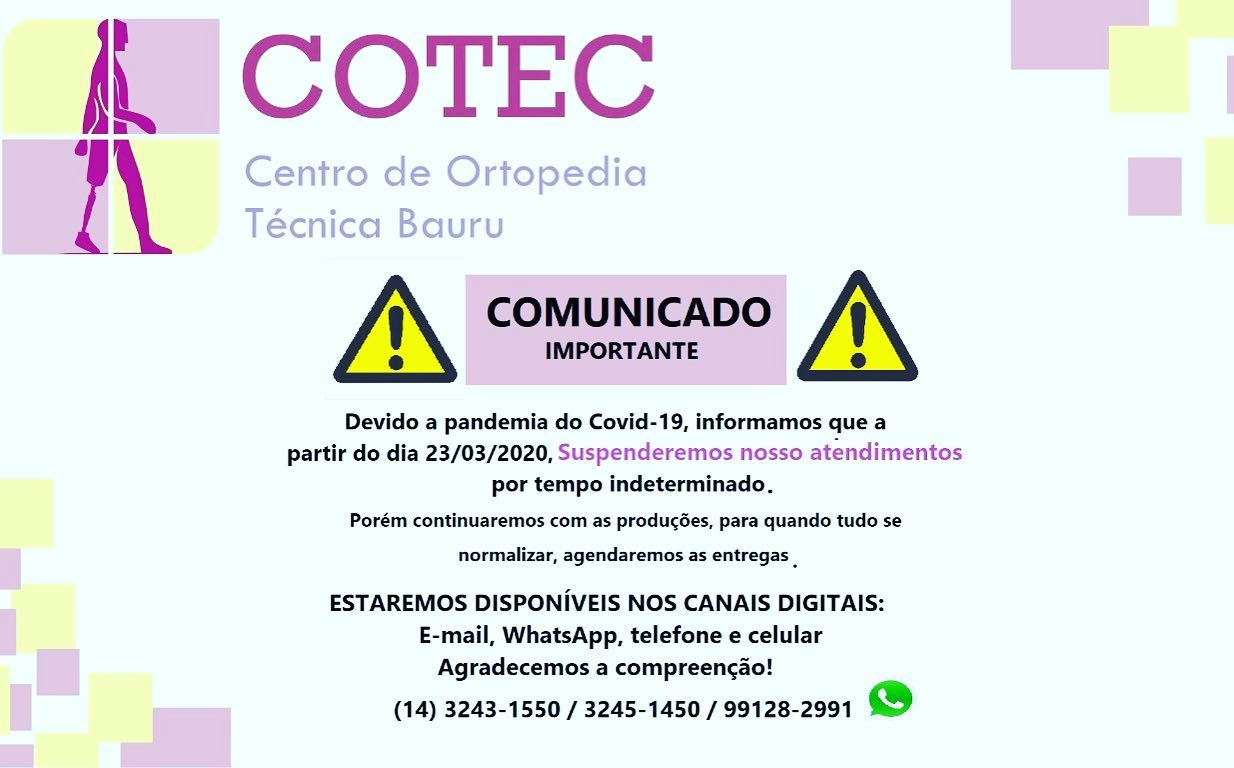 COTEC
Centro de Ortopedia
Técnica Bauru
COMUNICADO
IMPORTANTE
Devido a pandemia do Covid-19, informamos que a
partir do dia 23/03/2020, Suspenderemos nosso atendimentos
por tempo indeterminado.
Porém continuaremos com as produções, para quando tudo se
normalizar, agendaremos as entregas.
ESTAREMOS DISPONÍVEIS NOS CANAIS DIGITAIS:
E-mail, WhatsApp, telefone e celular
Agradecemos a compreenção!
(14) 3243-1550 / 3245-1450 / 99128-2991